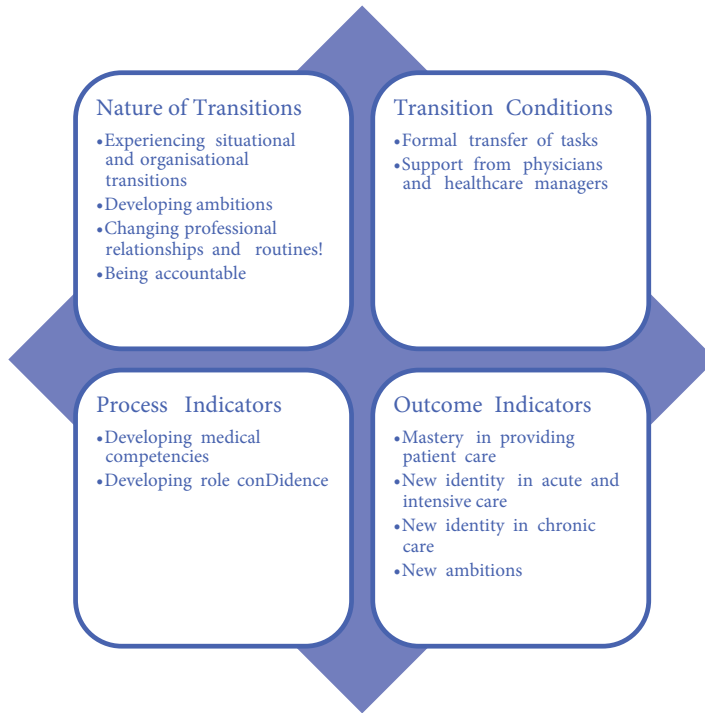 Nature of Transitions
•Experiencing situational
and organisational
transitions
•Developing ambitions
•Changing professional
relationships and routines!
•Being accountable
Transition Conditions
•Formal transfer of tasks
•Support from physicians
and healthcare managers
Process Indicators
•Developing medical
competencies
•Developing role conDidence
Outcome Indicators
•Mastery in providing
patient care
•New identity in acute and
intensive care
•New identity in chronic
care
•New ambitions